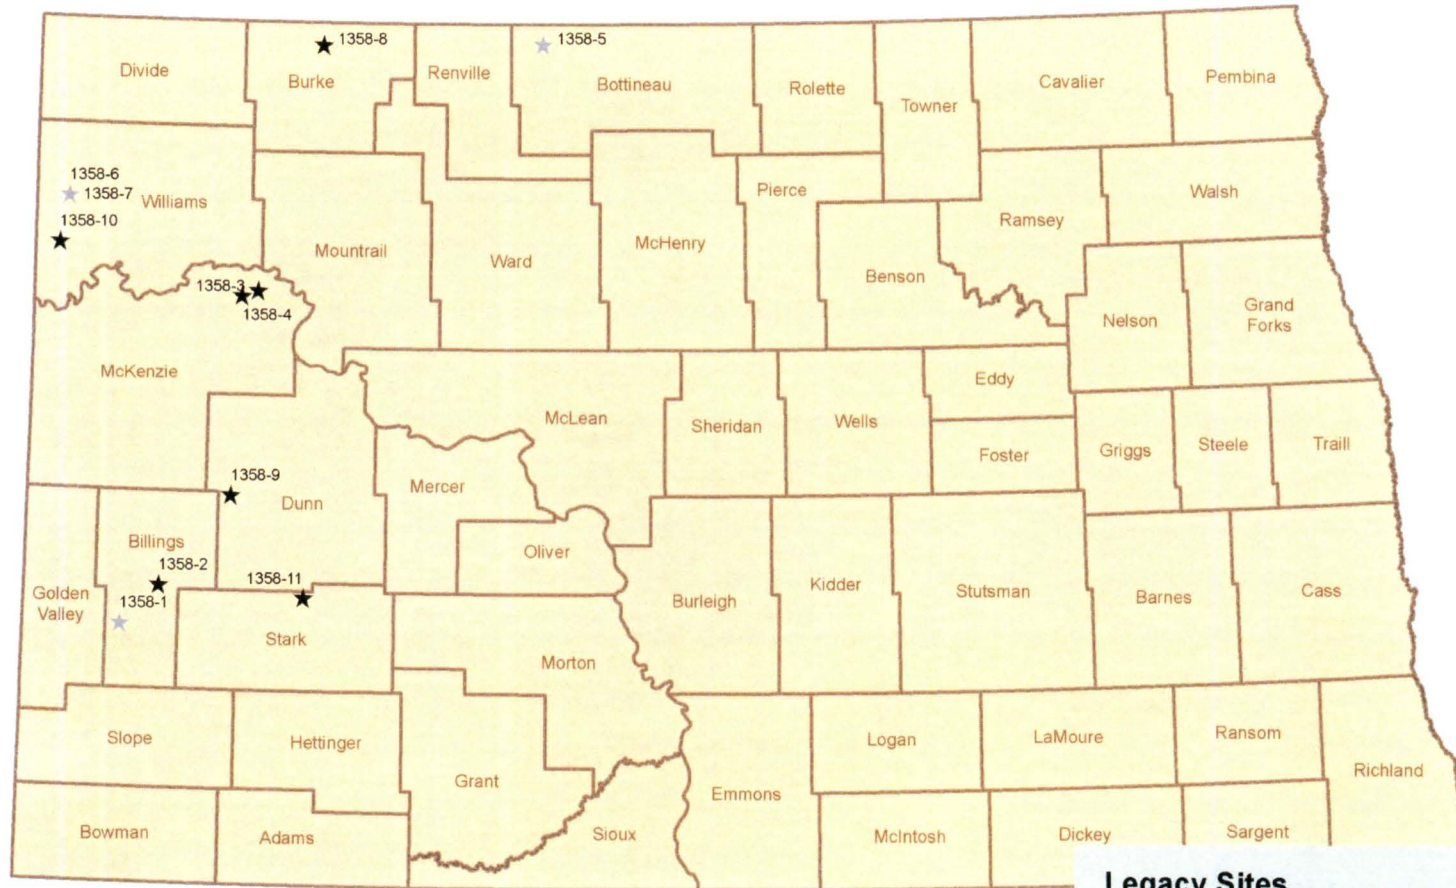 1358-8
1358-5
Divide
Burke
Renville
Bottineau
Rolette
Towner
Cavalier
Pembina
1358-6
1358-7
Williams
1358-10
Mountrail
Ward
McHenry
Pierce
Benson
Ramsey
Walsh
1358-3
1358-4
Nelson
Grand
Forks
McKenzie
McLean
Sheridan
Wells
Eddy
Foster
Griggs
Steele
Traill
1358-9
Dunn
Mercer
Oliver
Billings
1358-2
1358-11
Golden
Valley
1358-1
Stark
Morton
Burleigh
Kidder
Stutsman
Barnes
Cass
Slope
Hettinger
Grant
Emmons
Logan
LaMoure
Ransom
Richland
Bowman
Adams
Sioux
McIntosh
Dickey
Sargent
Legacy Sites